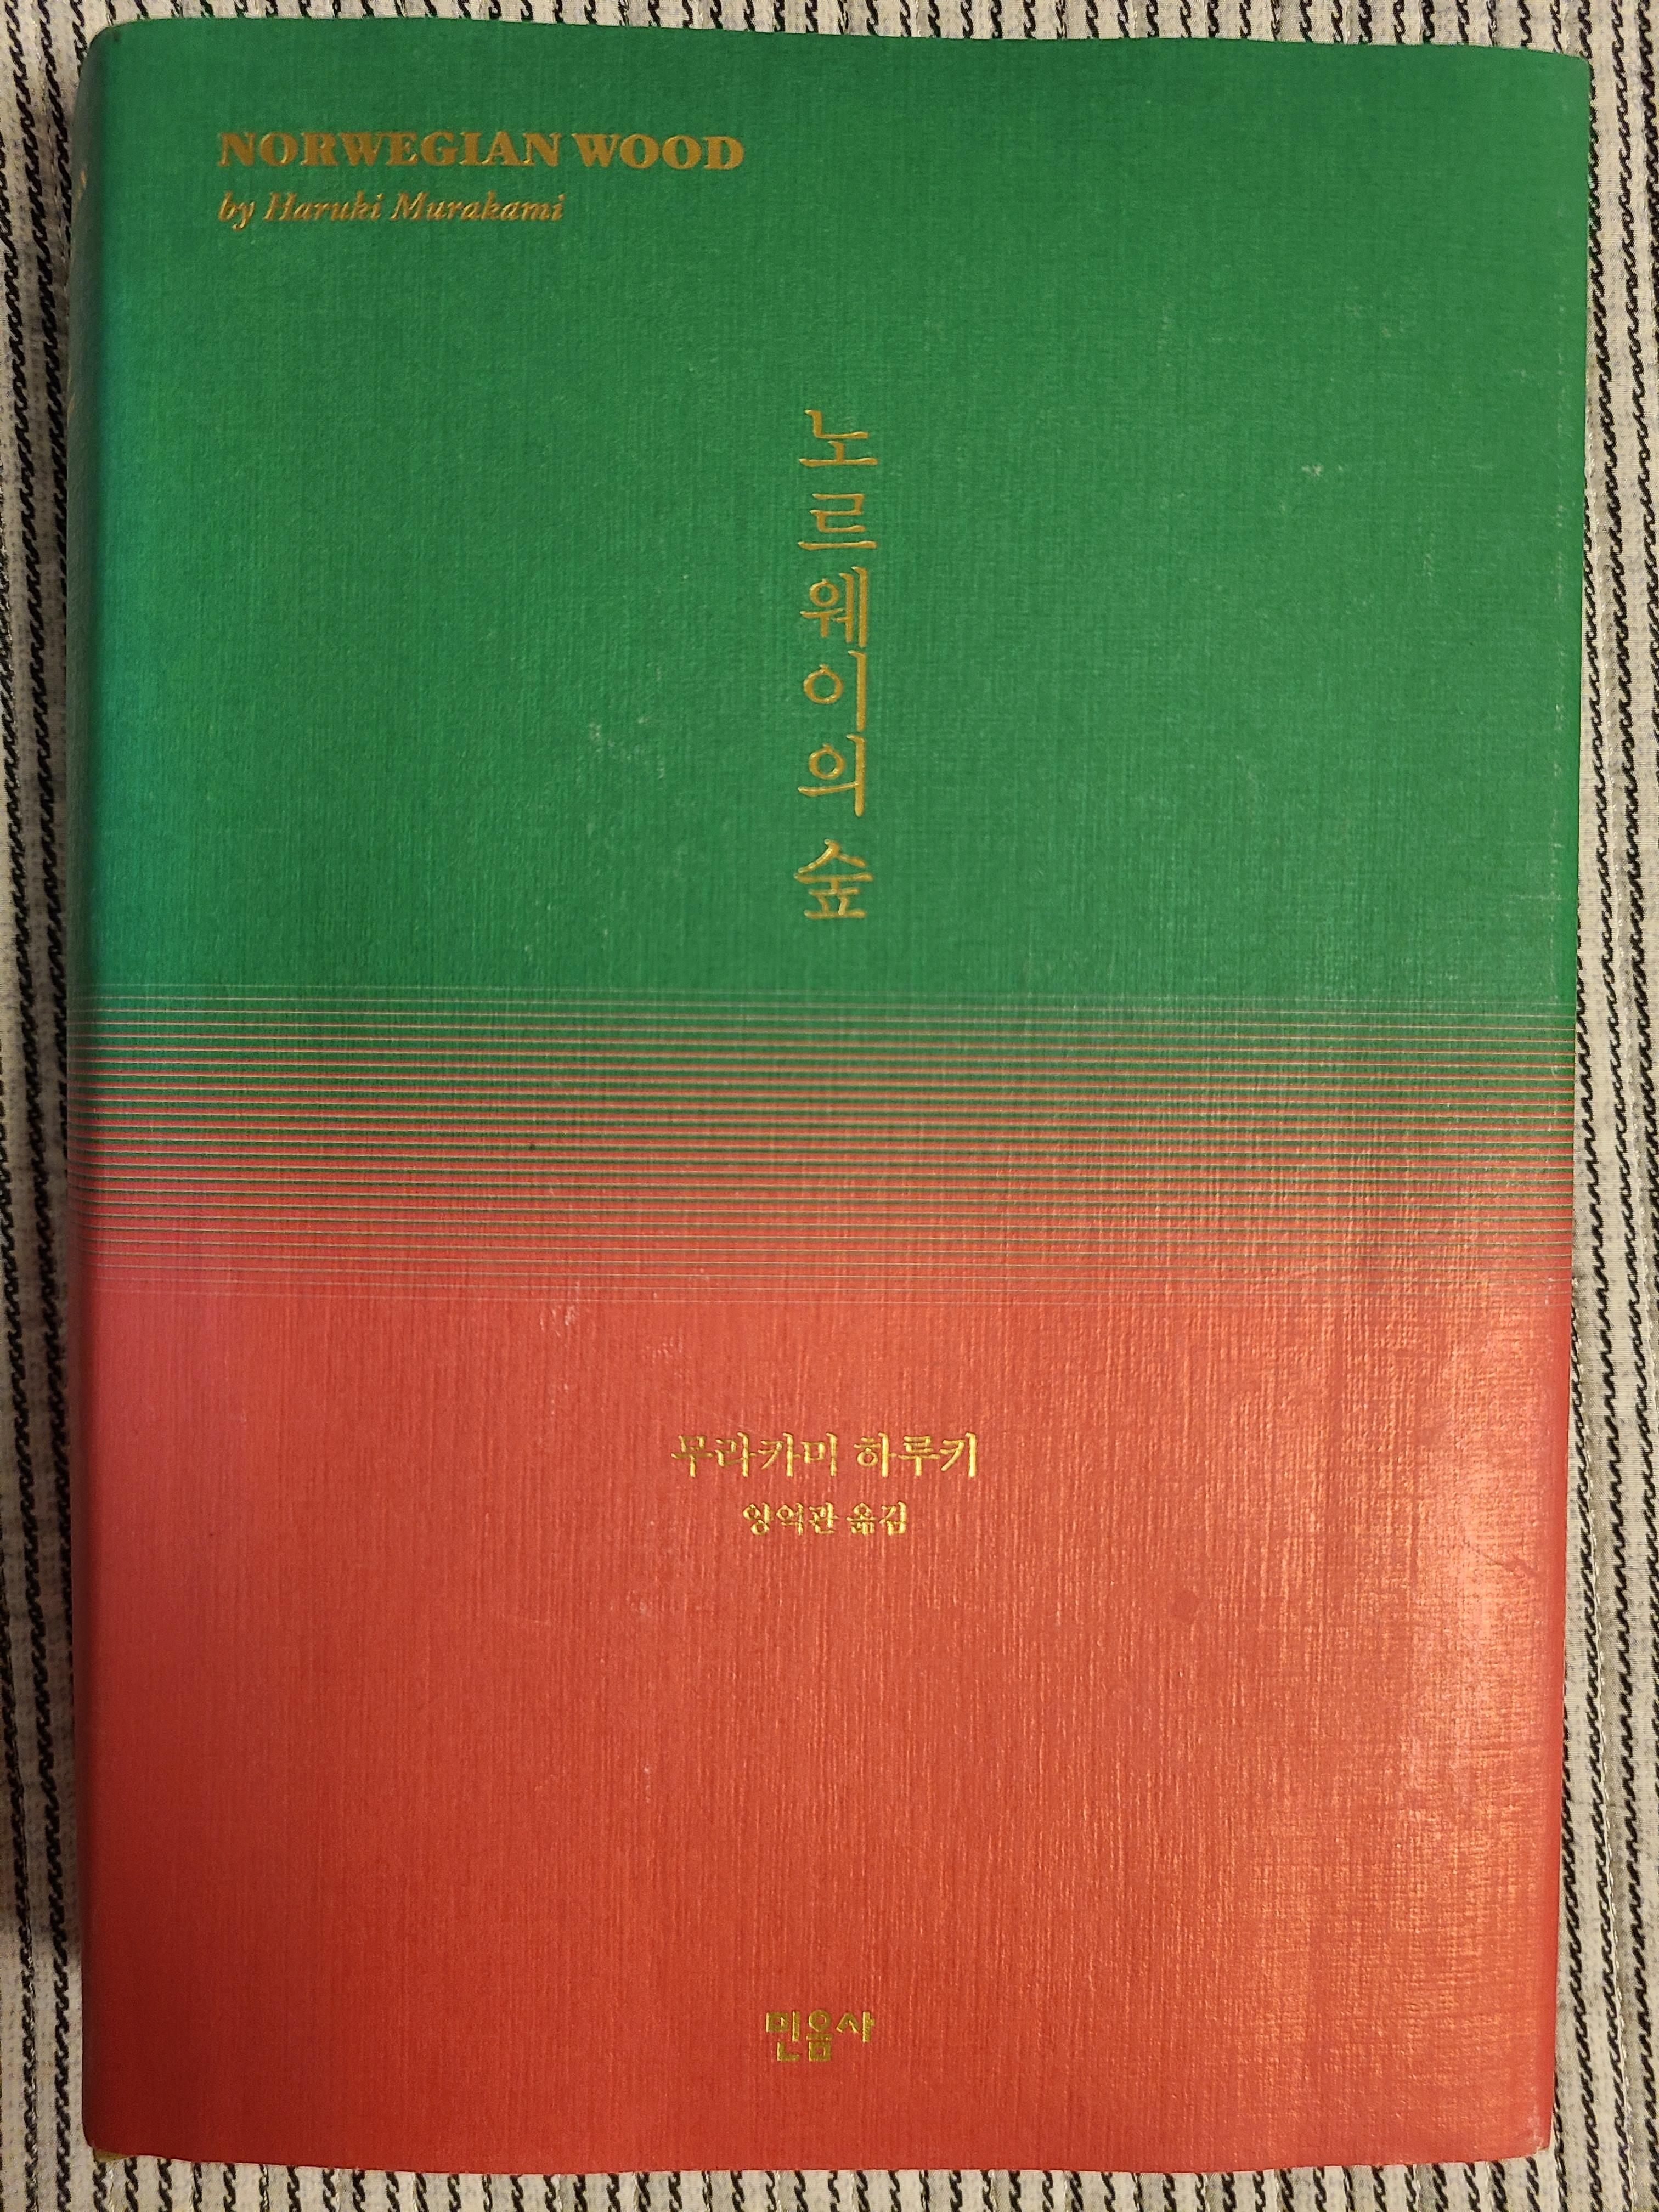 NORWEGIAN WOOD
by Haruki Murakami
노르웨이의 숲
무라카미 하루키
양억관 옮김
민음사